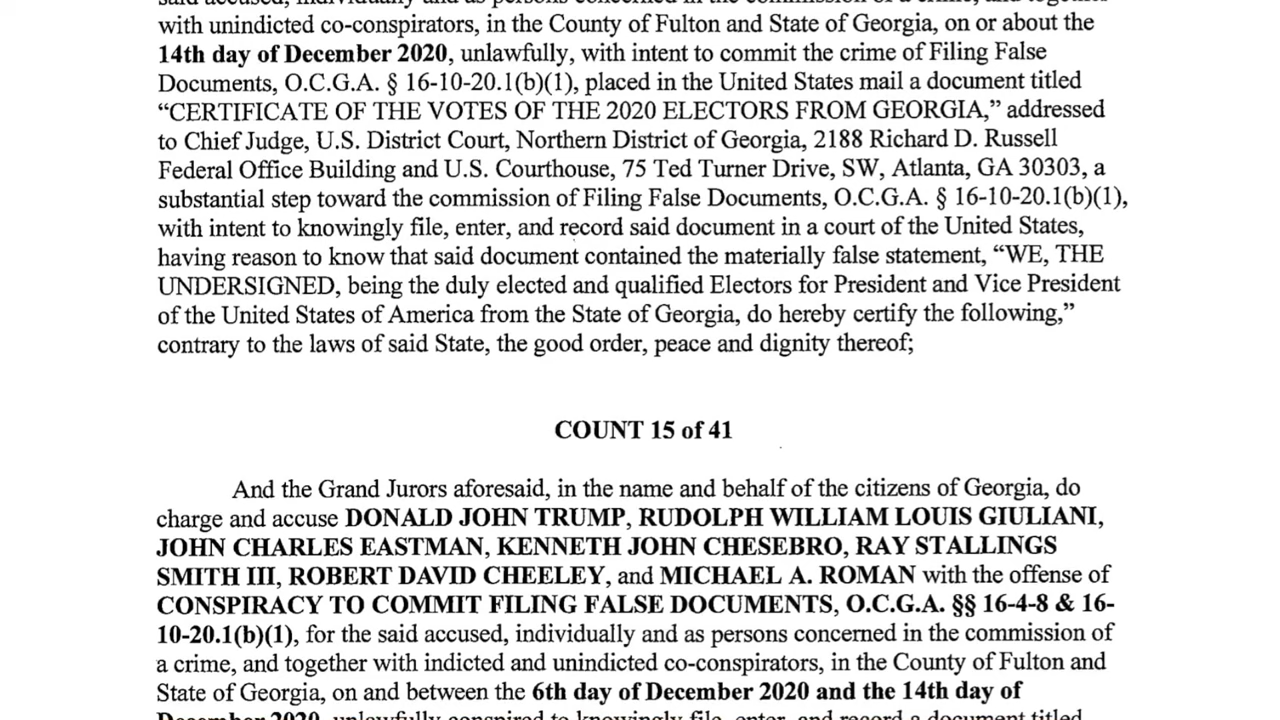 said accused, individually and as persons concerned in the commission of a crime, and together
with unindicted co-conspirators, in the County of Fulton and State of Georgia, on or about the
14th day of December 2020, unlawfully, with intent to commit the crime of Filing False
Documents, O.C.G.A. § 16-10-20.1(b)(1), placed in the United States mail a document titled
“CERTIFICATE OF THE VOTES OF THE 2020 ELECTORS FROM GEORGIA,” addressed
to Chief Judge, U.S. District Court, Northern District of Georgia, 2188 Richard D. Russell
Federal Office Building and U.S. Courthouse, 75 Ted Turner Drive, SW, Atlanta, GA 30303, a
substantial step toward the commission of Filing False Documents, O.C.G.A. § 16-10-20.1(b)(1),
with intent to knowingly file, enter, and record said document in a court of the United States,
having reason to know that said document contained the materially false statement, “WE, THE
UNDERSIGNED, being the duly elected and qualified Electors for President and Vice President
of the United States of America from the State of Georgia, do hereby certify the following,”
contrary to the laws of said State, the good order, peace and dignity thereof;
COUNT 15 of 41
And the Grand Jurors aforesaid, in the name and behalf of the citizens of Georgia, do
charge and accuse DONALD JOHN TRUMP, RUDOLPH WILLIAM LOUIS GIULIANI,
JOHN CHARLES EASTMAN, KENNETH JOHN CHESEBRO, RAY STALLINGS
SMITH III, ROBERT DAVID CHEELEY, and MICHAEL A. ROMAN with the offense of
CONSPIRACY TO COMMIT FILING FALSE DOCUMENTS, O.C.G.A. §§ 16-4-8 & 16-
10-20.1(b)(1), for the said accused, individually and as persons concerned in the commission of
a crime, and together with indicted and unindicted co-conspirators, in the County of Fulton and
State of Georgia, on and between the 6th day of December 2020 and the 14th day of
December 2020, unlawfully conspired to knowingly file, enter, and record a document titled